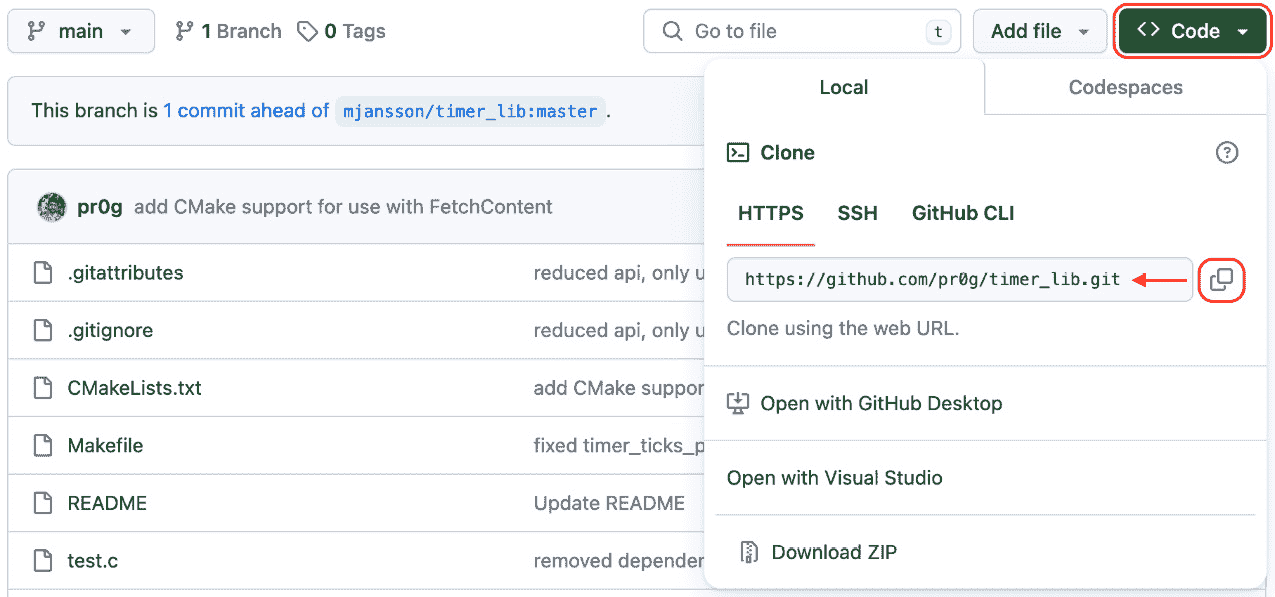 main 1 Branch 0 Tags Go to file t Add file Code
This branch is 1 commit ahead of mjansson/timer_lib:master .
pr0g add CMake support for use with FetchContent
.gitattributes reduced api, only u
.gitignore reduced api, only u
CMakeLists.txt add CMake suppor
Makefile fixed timer_ticks_p
README Update README
test.c removed depender
Local Codespaces
Clone
HTTPS SSH GitHub CLI
https://github.com/pr0g/timer_lib.git
Clone using the web URL.
Open with GitHub Desktop
Open with Visual Studio
Download ZIP